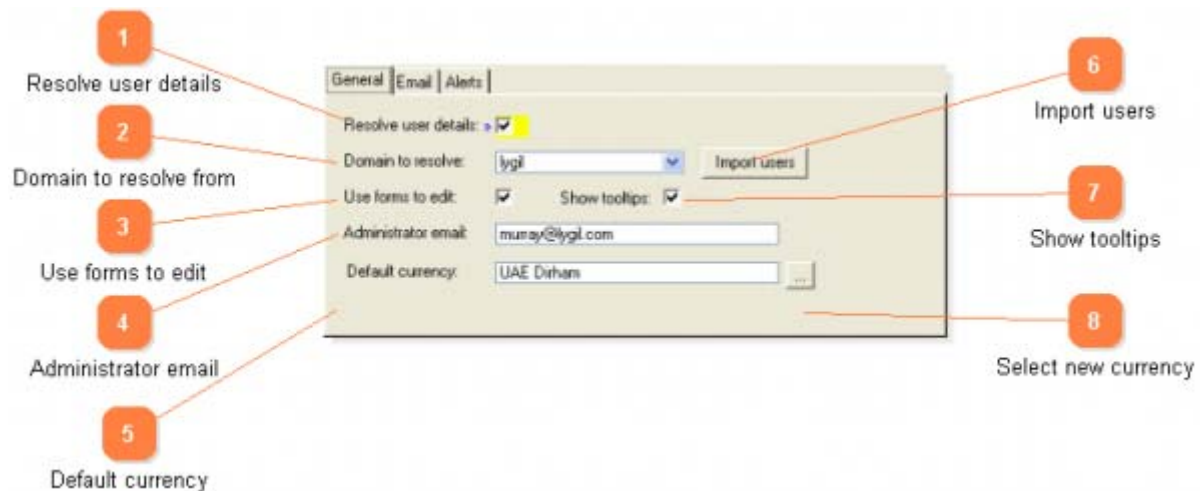 1
Resolve user details
2
Domain to resolve from
3
Use forms to edit
4
Administrator email
5
Default currency
General Email Alerts
Resolve user details: »
Domain to resolve: lygil Import users
Use forms to edit: Show tooltips:
Administrator email: murray@lygil.com
Default currency: UAE Dirham ...
6
Import users
7
Show tooltips
8
Select new currency